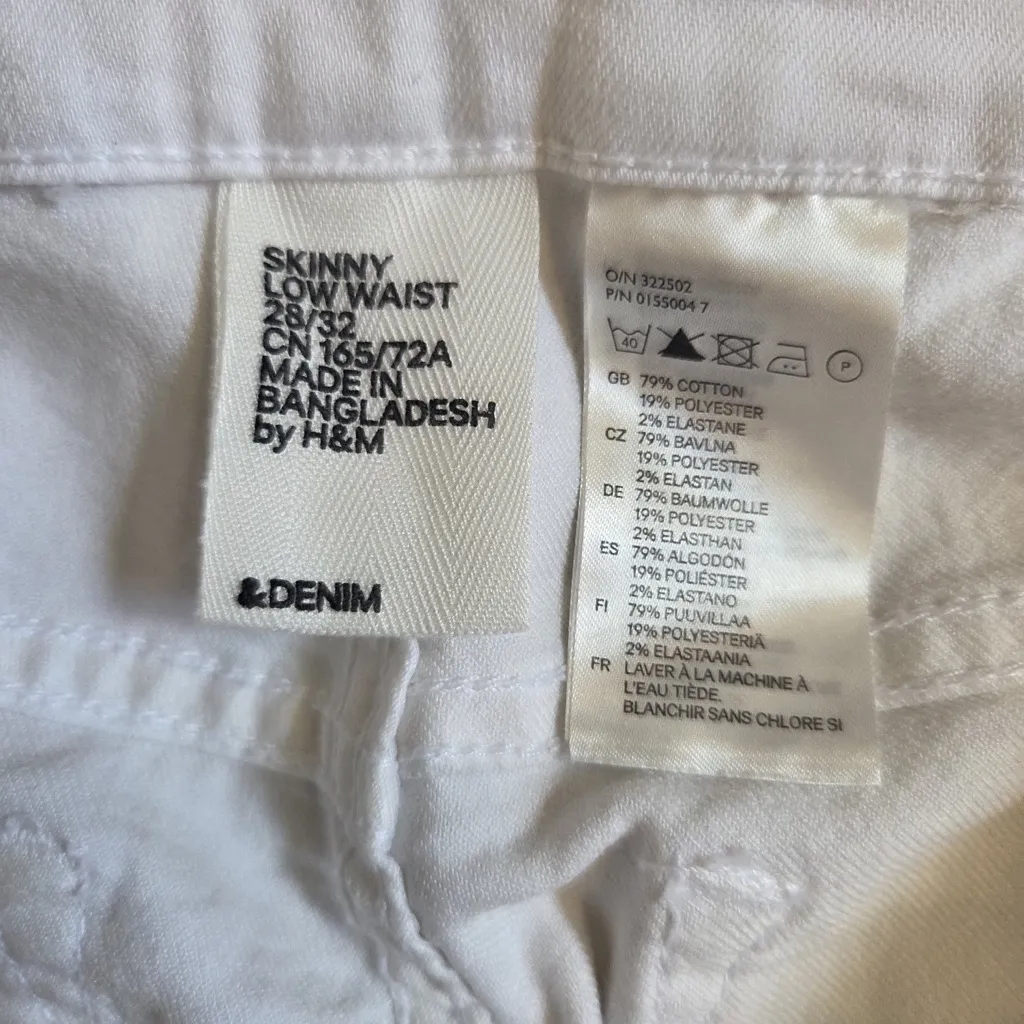 SKINNY
LOW WAIST
28/32
CN 165/72A
MADE IN
BANGLADESH
by H&M
&DENIM
O/N 322502
P/N 0155004 7
40
P
GB 79% COTTON
19% POLYESTER
2% ELASTANE
CZ 79% BAVLNA
19% POLYESTER
2% ELASTAN
DE 79% BAUMWOLLE
19% POLYESTER
2% ELASTHAN
ES 79% ALGODÓN
19% POLIÉSTER
2% ELASTANO
FI 79% PUUVILLAA
19% POLYESTERIÄ
2% ELASTAANIA
FR LAVER À LA MACHINE À
L'EAU TIÈDE.
BLANCHIR SANS CHLORE SI